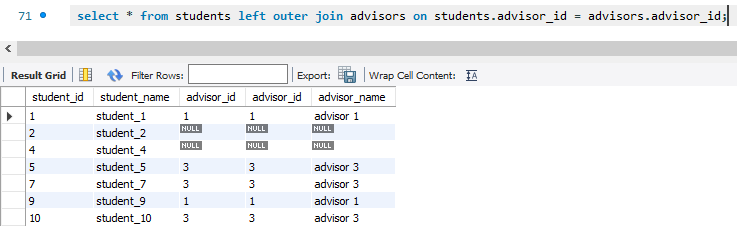 71 select * from students left outer join advisors on students.advisor_id = advisors.advisor_id;
Result Grid Filter Rows: Export: Wrap Cell Content: IA
student_id student_name advisor_id advisor_id advisor_name
1 student_1 1 1 advisor 1
2 student_2 NULL NULL NULL
4 student_4 NULL NULL NULL
5 student_5 3 3 advisor 3
7 student_7 3 3 advisor 3
9 student_9 1 1 advisor 1
10 student_10 3 3 advisor 3